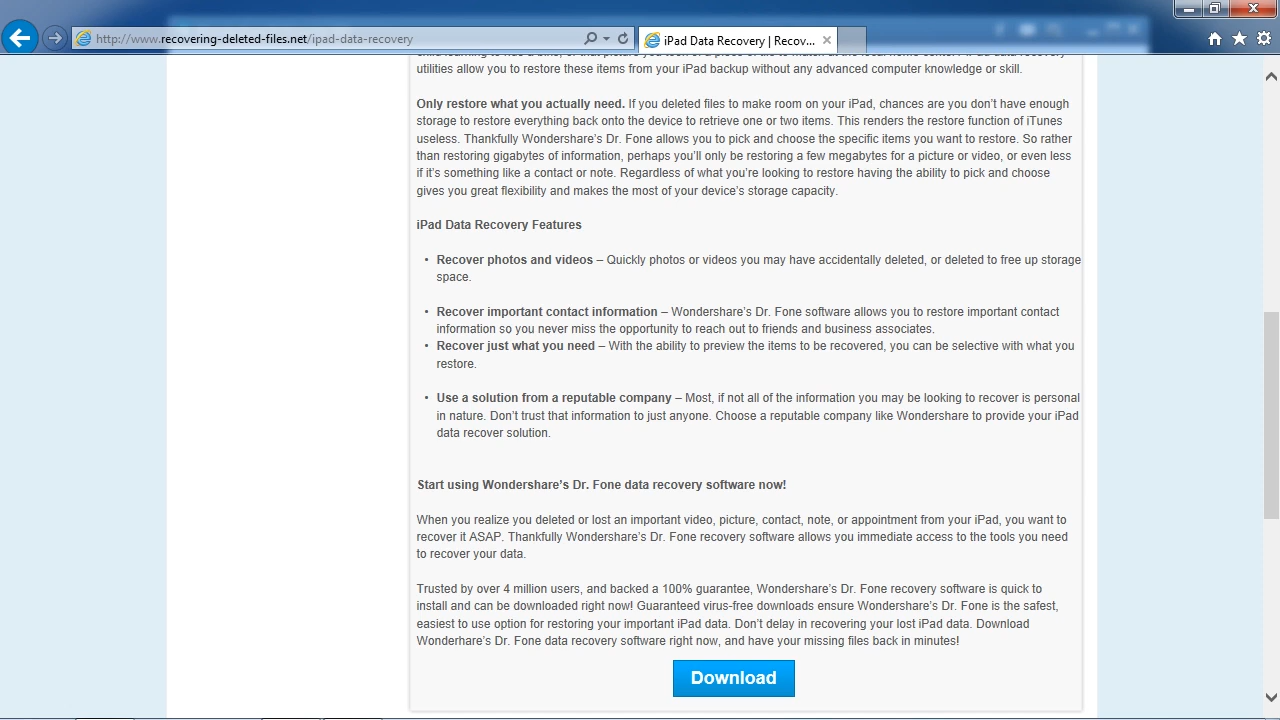 http://www.recovering-deleted-files.net/ipad-data-recovery
iPad Data Recovery | Recov...
utilities allow you to restore these items from your iPad backup without any advanced computer knowledge or skill.
Only restore what you actually need. If you deleted files to make room on your iPad, chances are you don't have enough
storage to restore everything back onto the device to retrieve one or two items. This renders the restore function of iTunes
useless. Thankfully Wondershare's Dr. Fone allows you to pick and choose the specific items you want to restore. So rather
than restoring gigabytes of information, perhaps you'll only be restoring a few megabytes for a picture or video, or even less
if it's something like a contact or note. Regardless of what you're looking to restore having the ability to pick and choose
gives you great flexibility and makes the most of your device's storage capacity.
iPad Data Recovery Features
• Recover photos and videos – Quickly photos or videos you may have accidentally deleted, or deleted to free up storage
space.
• Recover important contact information – Wondershare's Dr. Fone software allows you to restore important contact
information so you never miss the opportunity to reach out to friends and business associates.
• Recover just what you need – With the ability to preview the items to be recovered, you can be selective with what you
restore.
• Use a solution from a reputable company – Most, if not all of the information you may be looking to recover is personal
in nature. Don't trust that information to just anyone. Choose a reputable company like Wondershare to provide your iPad
data recover solution.
Start using Wondershare's Dr. Fone data recovery software now!
When you realize you deleted or lost an important video, picture, contact, note, or appointment from your iPad, you want to
recover it ASAP. Thankfully Wondershare's Dr. Fone recovery software allows you immediate access to the tools you need
to recover your data.
Trusted by over 4 million users, and backed a 100% guarantee, Wondershare's Dr. Fone recovery software is quick to
install and can be downloaded right now! Guaranteed virus-free downloads ensure Wondershare's Dr. Fone is the safest,
easiest to use option for restoring your important iPad data. Don't delay in recovering your lost iPad data. Download
Wonderhare's Dr. Fone data recovery software right now, and have your missing files back in minutes!
Download